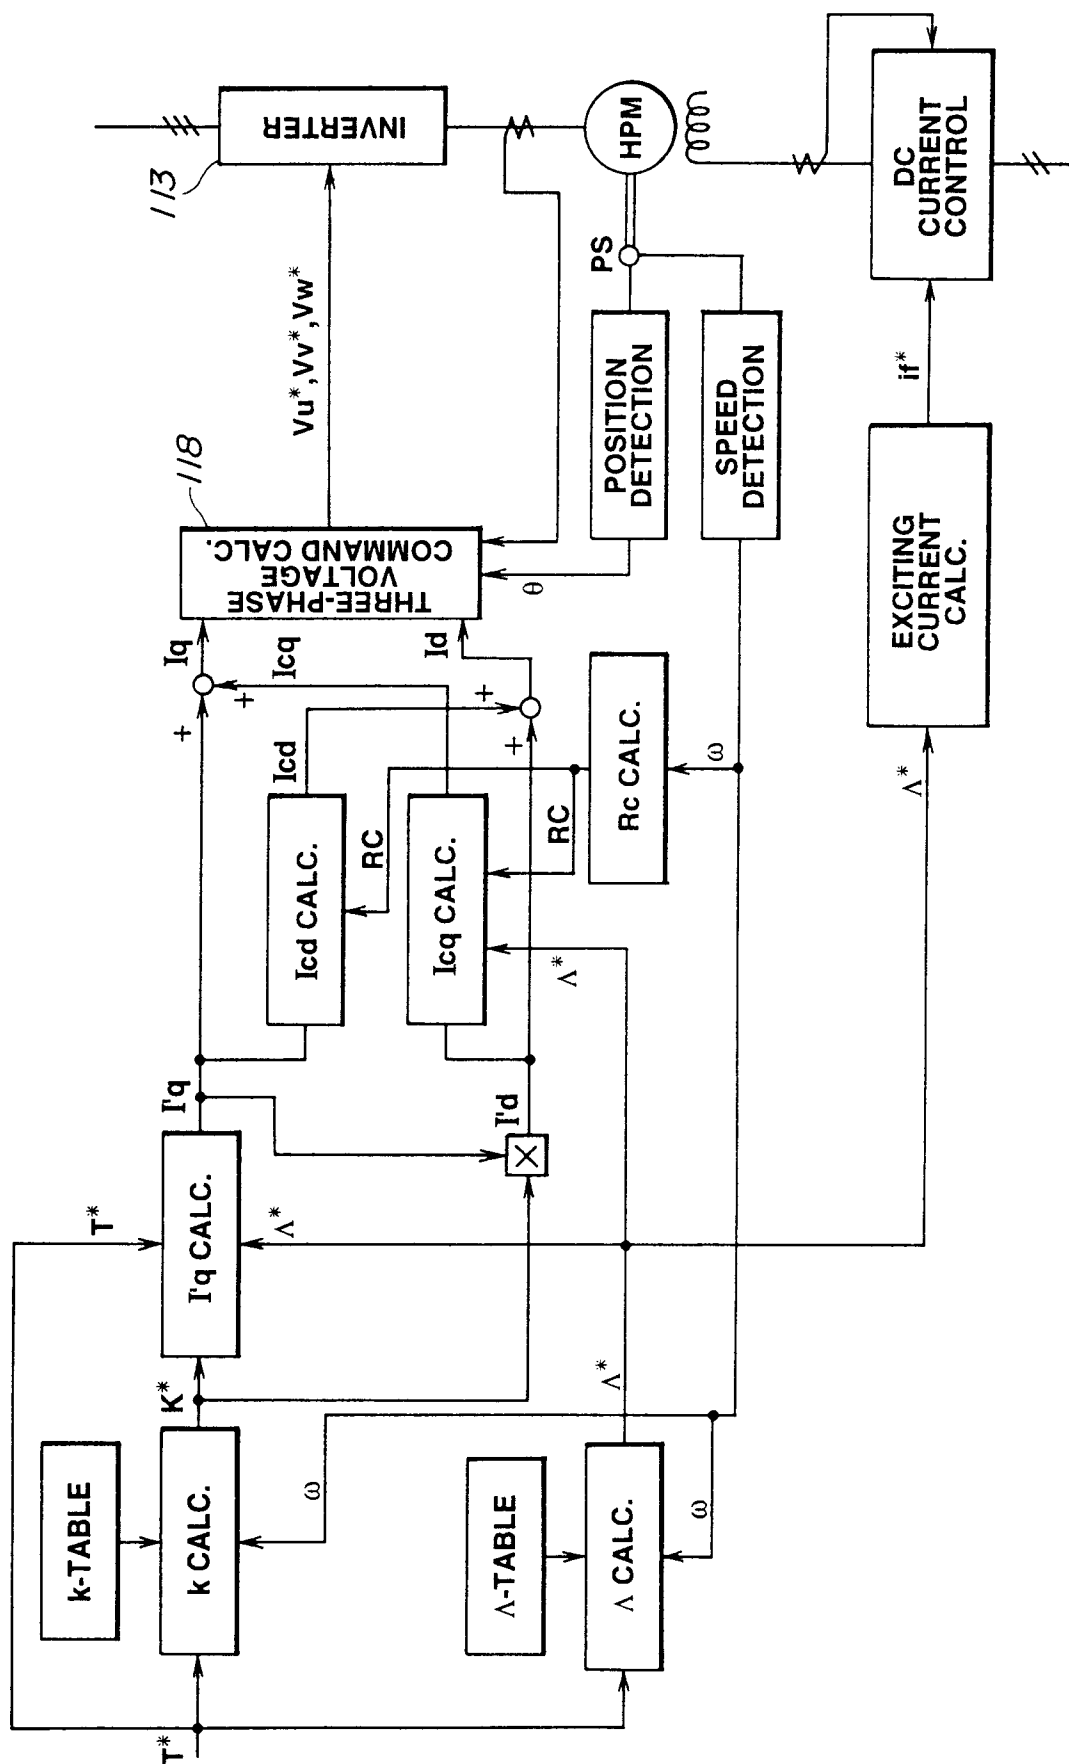 T*
T*
k-TABLE
k CALC.
K*
ω
I'q CALC.
Λ*
I'q
I'd
×
Λ-TABLE
Λ CALC.
ω
Λ*
Icd CALC.
Icd
RC
Icq CALC.
Icq
RC
Λ*
Rc CALC.
ω
+
+
+
+
Iq
Id
THREE-PHASE
VOLTAGE
COMMAND CALC.
118
θ
Vu*,Vv*,Vw*
INVERTER
113
HPM
PS
POSITION
DETECTION
SPEED
DETECTION
Λ*
EXCITING
CURRENT
CALC.
if*
DC
CURRENT
CONTROL